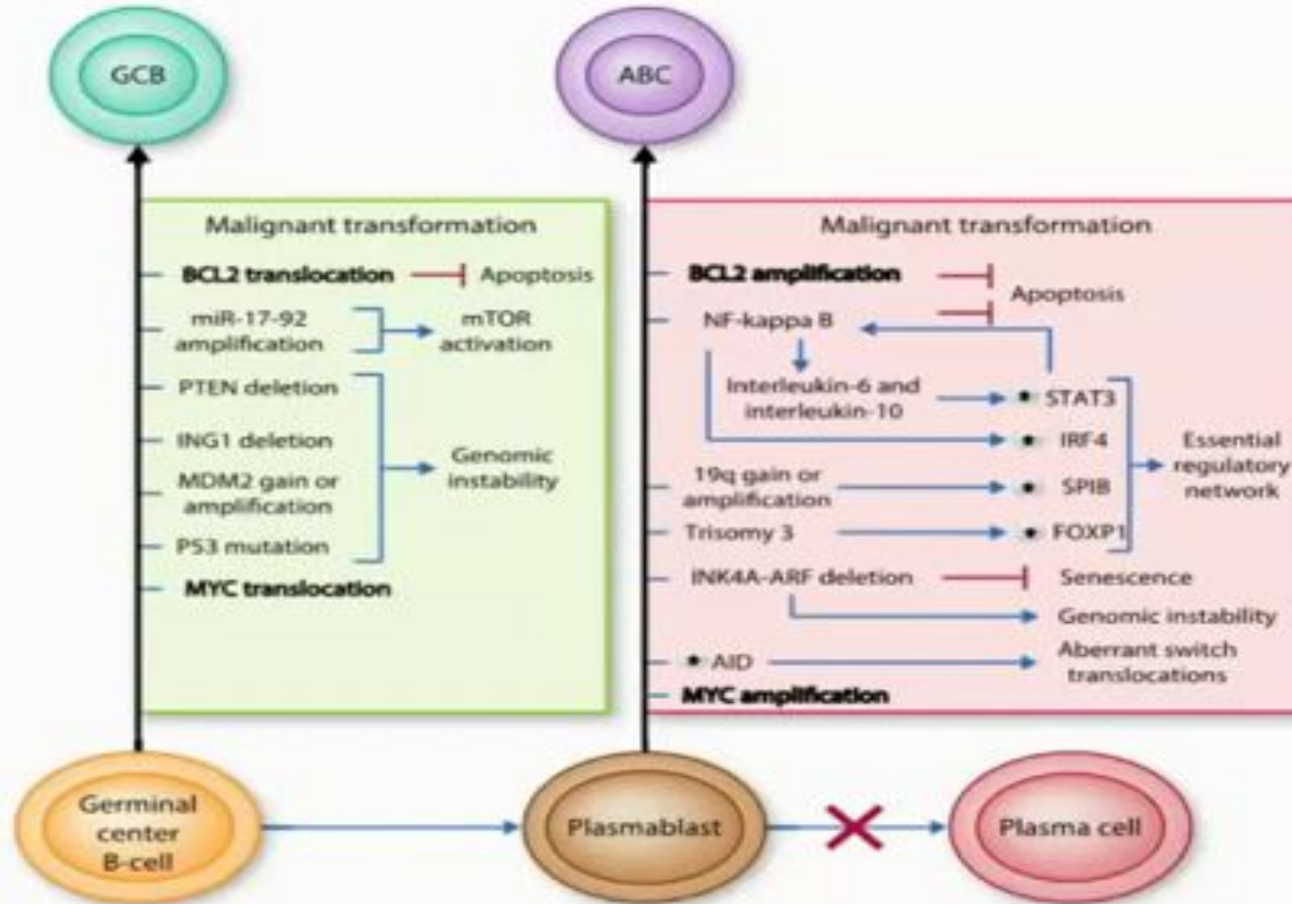 GCB
ABC
Malignant transformation
BCL2 translocation
Apoptosis
miR-17-92
amplification
mTOR
activation
PTEN deletion
ING1 deletion
MDM2 gain or
amplification
P53 mutation
Genomic
instability
MYC translocation
Malignant transformation
BCL2 amplification
Apoptosis
NF-kappa B
Interleukin-6 and
interleukin-10
STAT3
IRF4
19q gain or
amplification
SPIB
Trisomy 3
FOXP1
Essential
regulatory
network
INK4A-ARF deletion
Senescence
Genomic instability
AID
Aberrant switch
translocations
MYC amplification
Germinal
center
B-cell
Plasmablast
Plasma cell